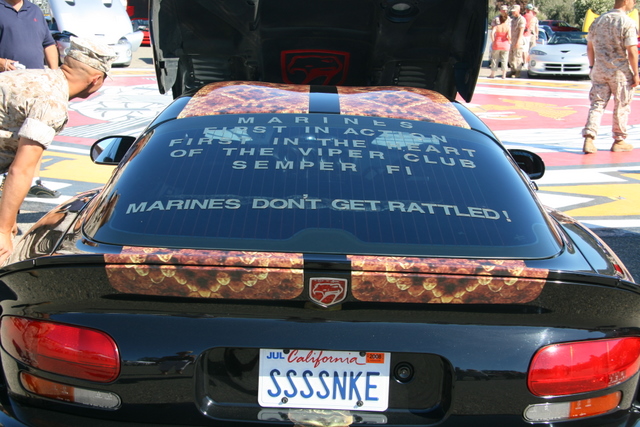 MARINES
FIRST IN ACTION
FIRST IN THE HEART
OF THE VIPER CLUB
SEMPER FI
MARINES DON'T GET RATTLED!
JUL California
SSSSNKE